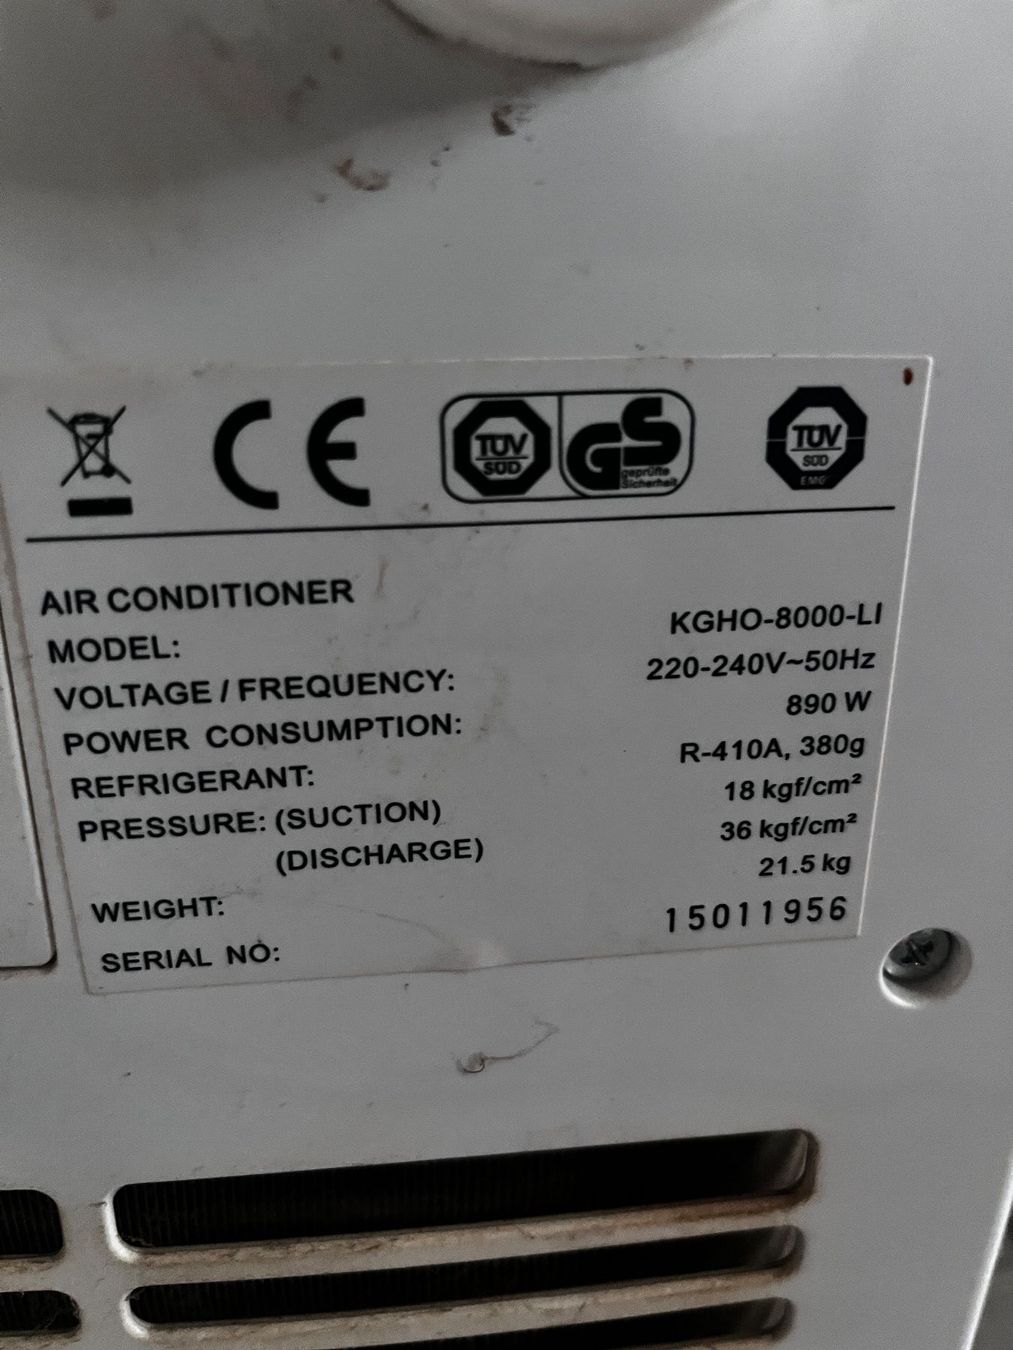 CE
TÜV
SÜD
GS
geprüfte
Sicherheit
TÜV
SÜD
EMC
AIR CONDITIONER
MODEL: KGHO-8000-LI
VOLTAGE / FREQUENCY: 220-240V~50Hz
POWER CONSUMPTION: 890 W
REFRIGERANT: R-410A, 380g
PRESSURE: (SUCTION) 18 kgf/cm²
(DISCHARGE) 36 kgf/cm²
WEIGHT: 21.5 kg
SERIAL NO: 15011956